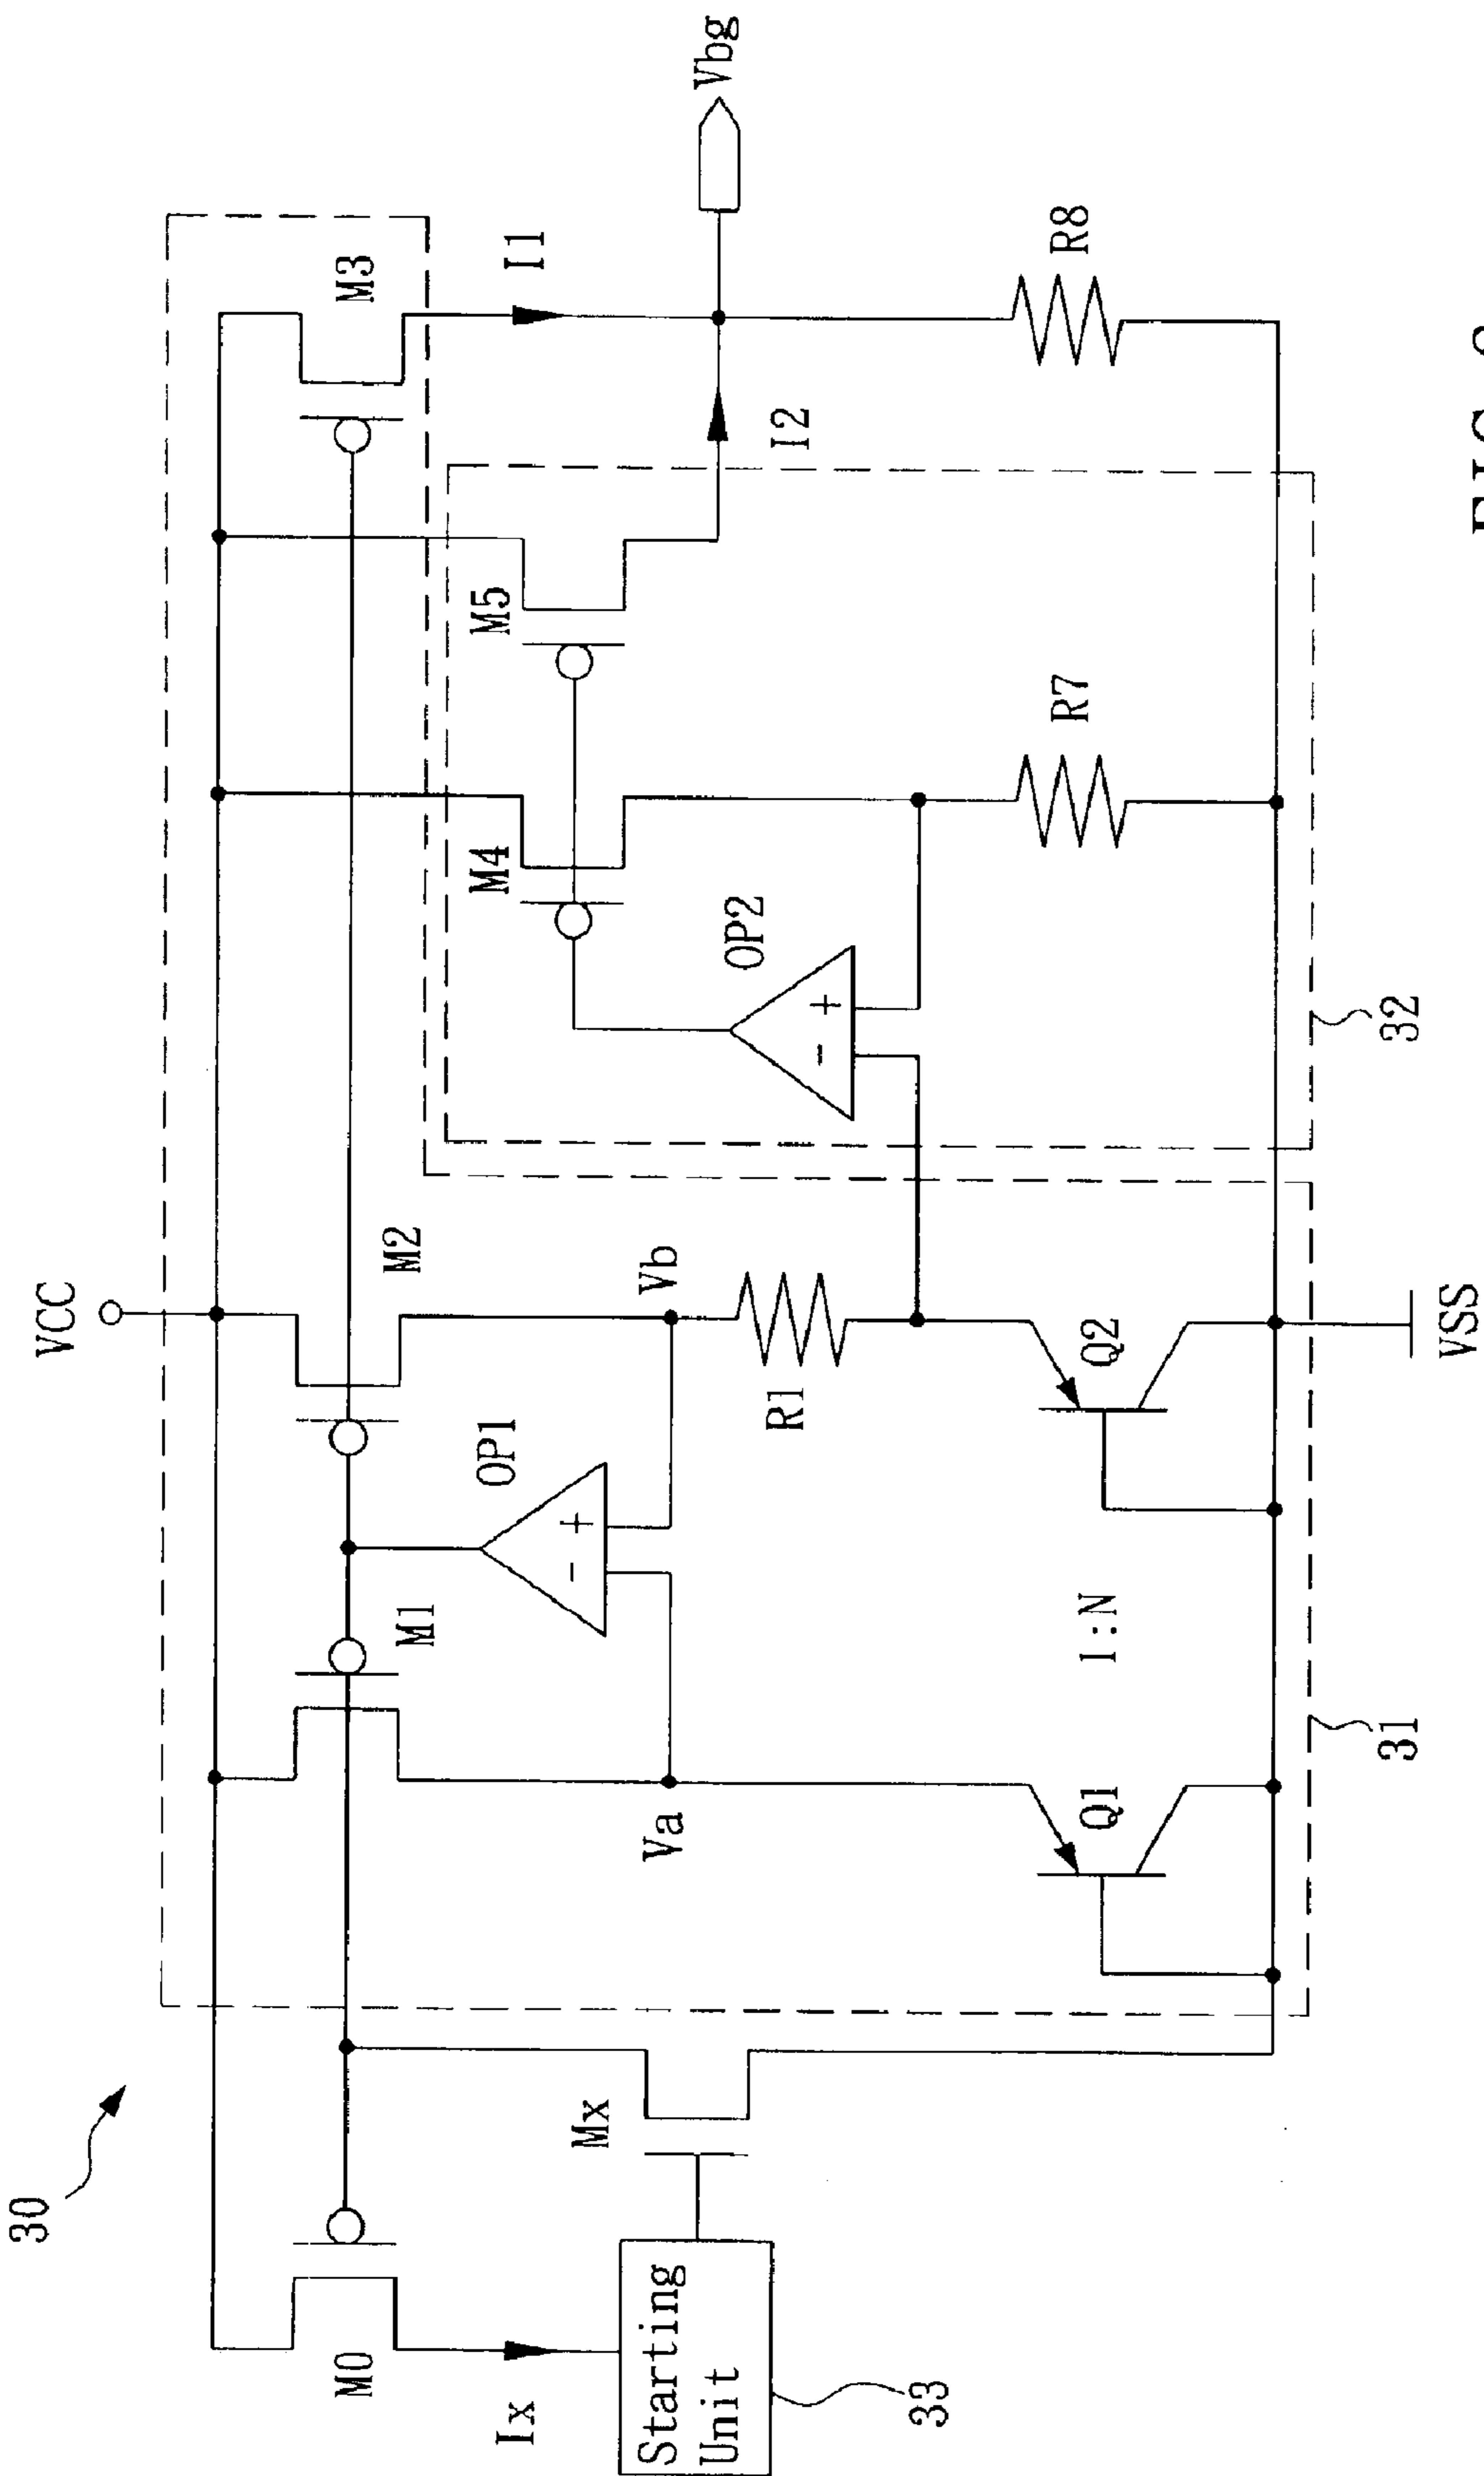 30
VCC
M0
Ix
Starting
Unit
33
Mx
M1
OP1
- +
M2
Va
Vb
R1
Q1
1:N
Q2
31
VSS
OP2
- +
M4
M5
R7
32
M3
I1
I2
R8
Vbg